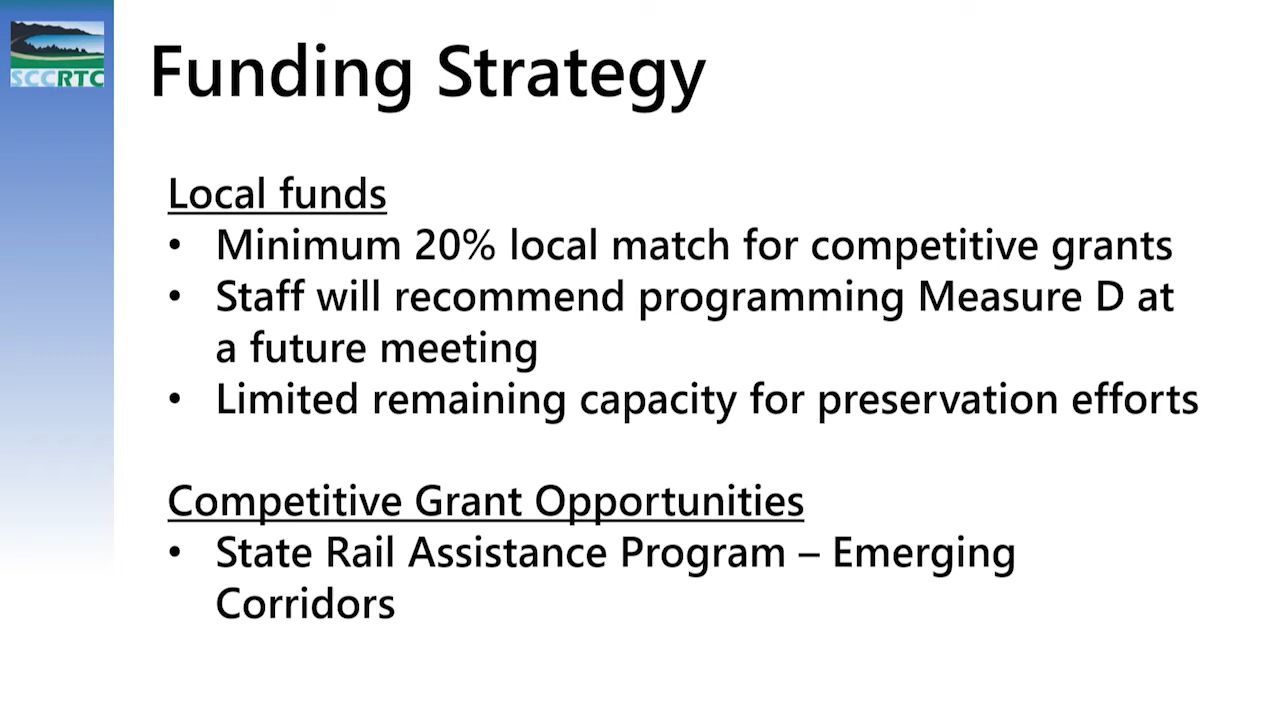 SCCRTC
Funding Strategy
Local funds
• Minimum 20% local match for competitive grants
• Staff will recommend programming Measure D at
a future meeting
• Limited remaining capacity for preservation efforts
Competitive Grant Opportunities
• State Rail Assistance Program – Emerging
Corridors